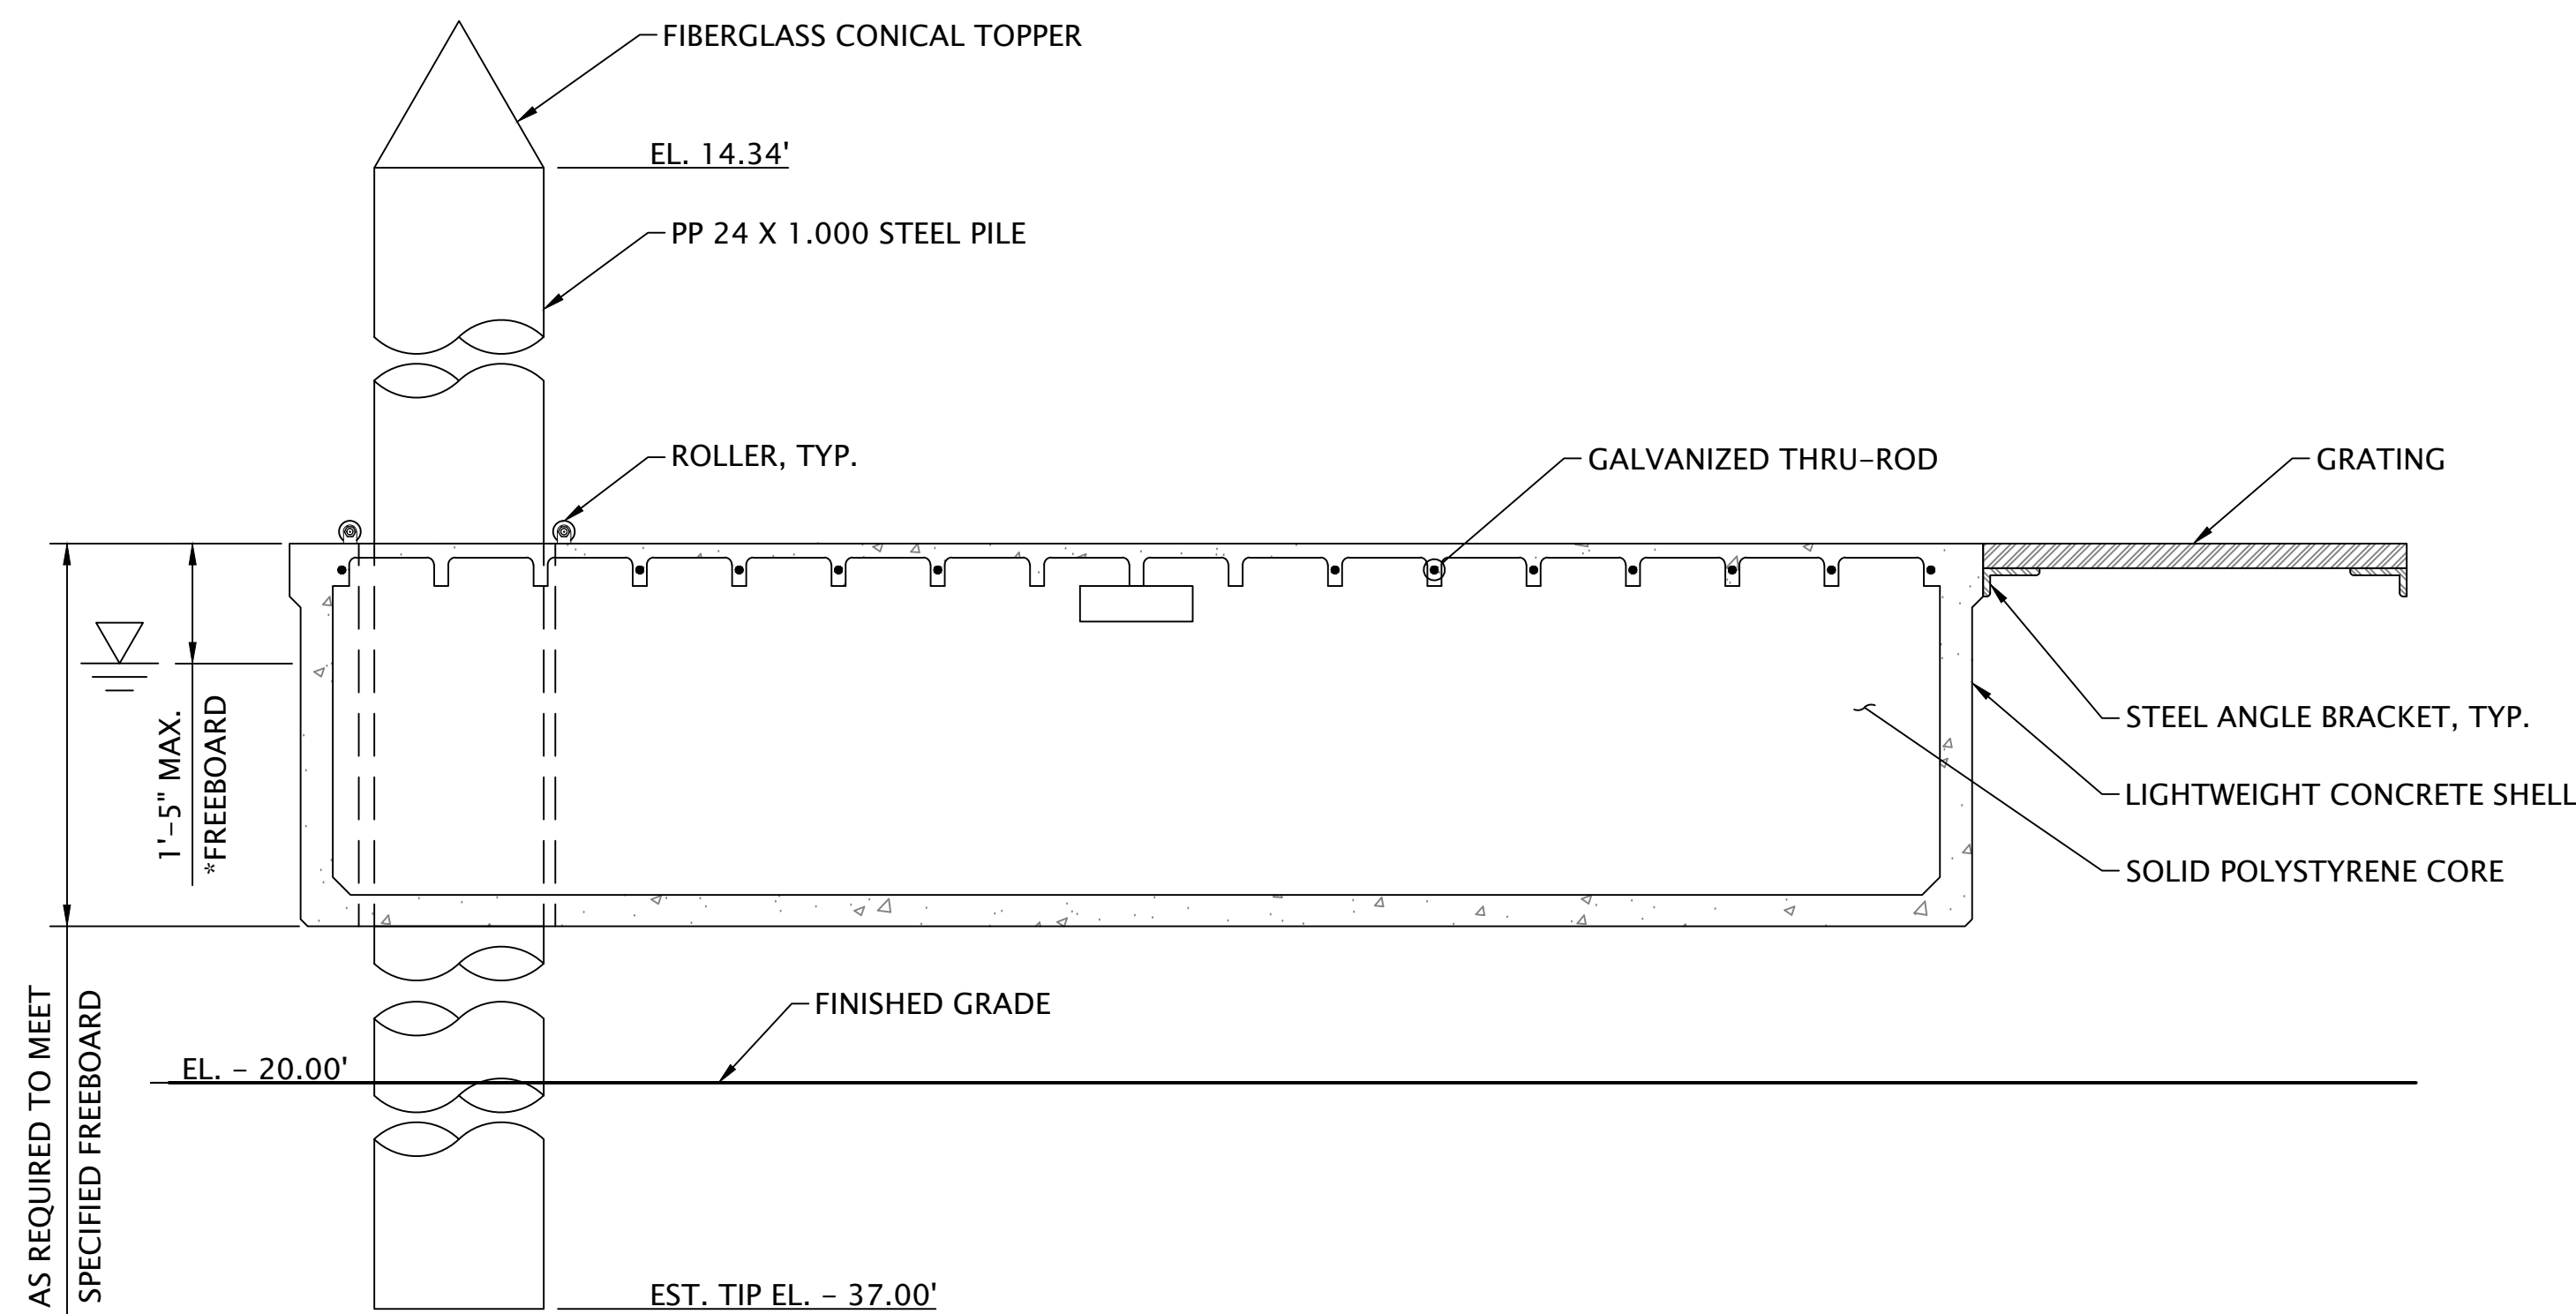 FIBERGLASS CONICAL TOPPER
EL. 14.34'
PP 24 X 1.000 STEEL PILE
ROLLER, TYP.
GALVANIZED THRU-ROD
GRATING
1'-5" MAX.
*FREEBOARD
STEEL ANGLE BRACKET, TYP.
LIGHTWEIGHT CONCRETE SHELL
SOLID POLYSTYRENE CORE
AS REQUIRED TO MEET
SPECIFIED FREEBOARD
FINISHED GRADE
EL. - 20.00'
EST. TIP EL. - 37.00'